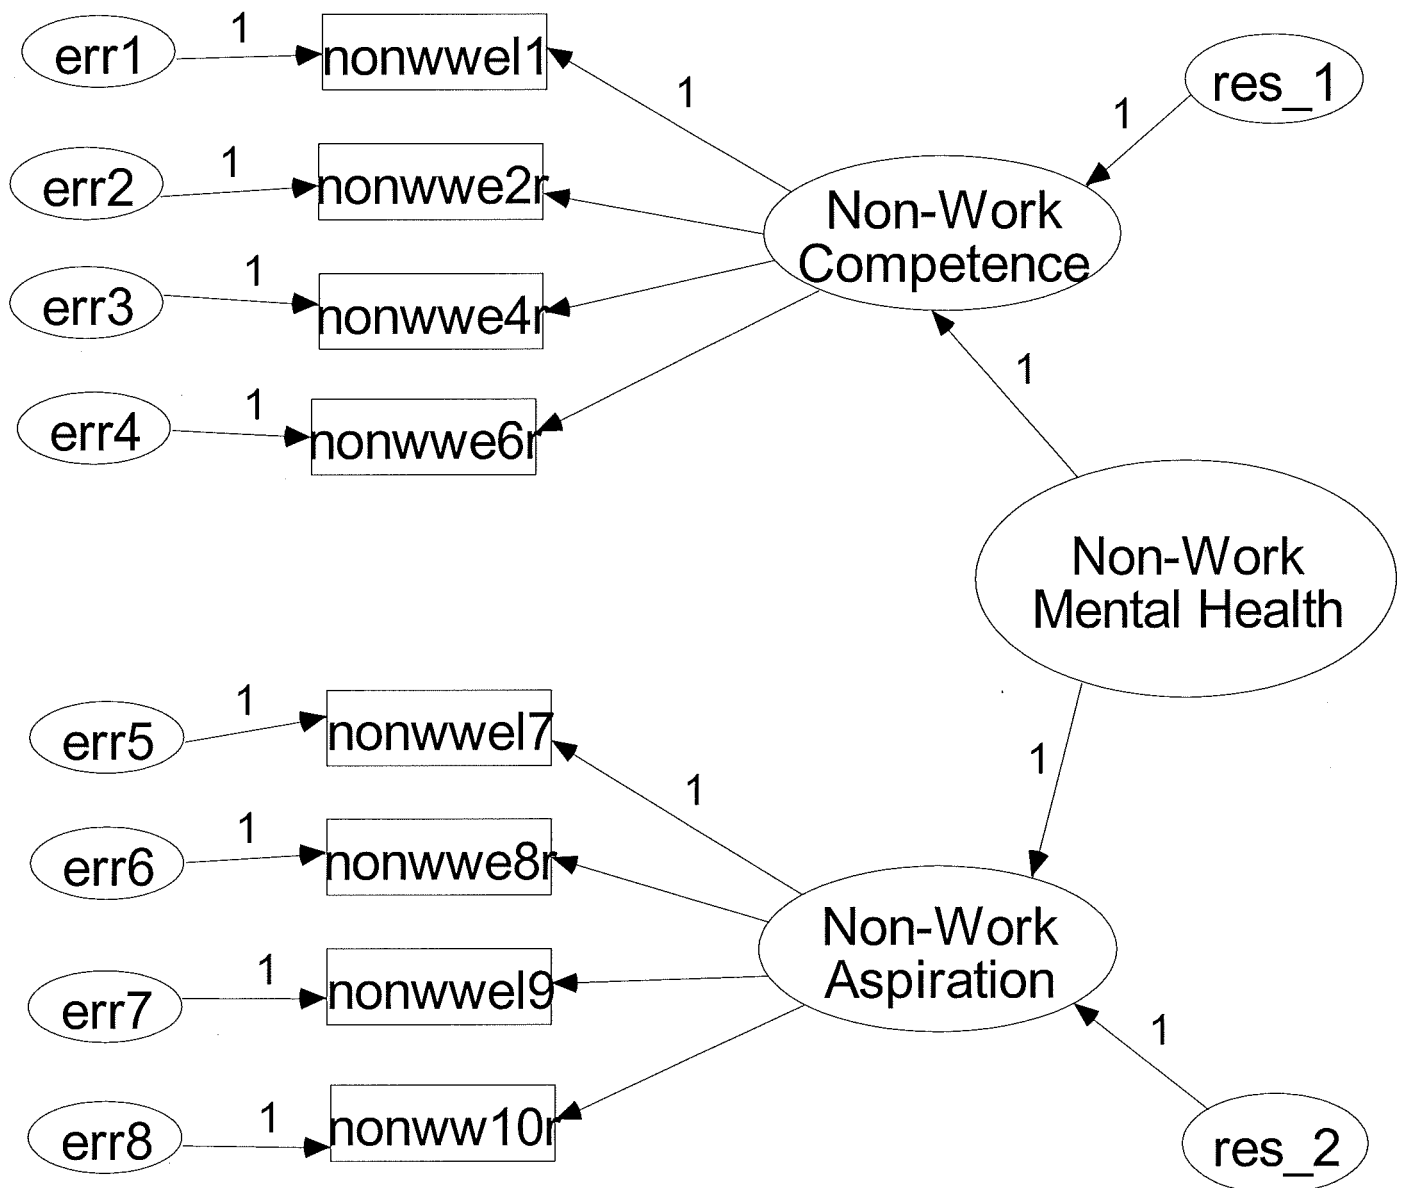 err1
1
nonwwel1
1
res_1
1
err2
1
nonwwe2r
Non-Work
Competence
err3
1
nonwwe4r
1
err4
1
nonwwe6r
Non-Work
Mental Health
err5
1
nonwwel7
1
1
err6
1
nonwwe8r
Non-Work
Aspiration
err7
1
nonwwel9
1
err8
1
nonww10r
res_2